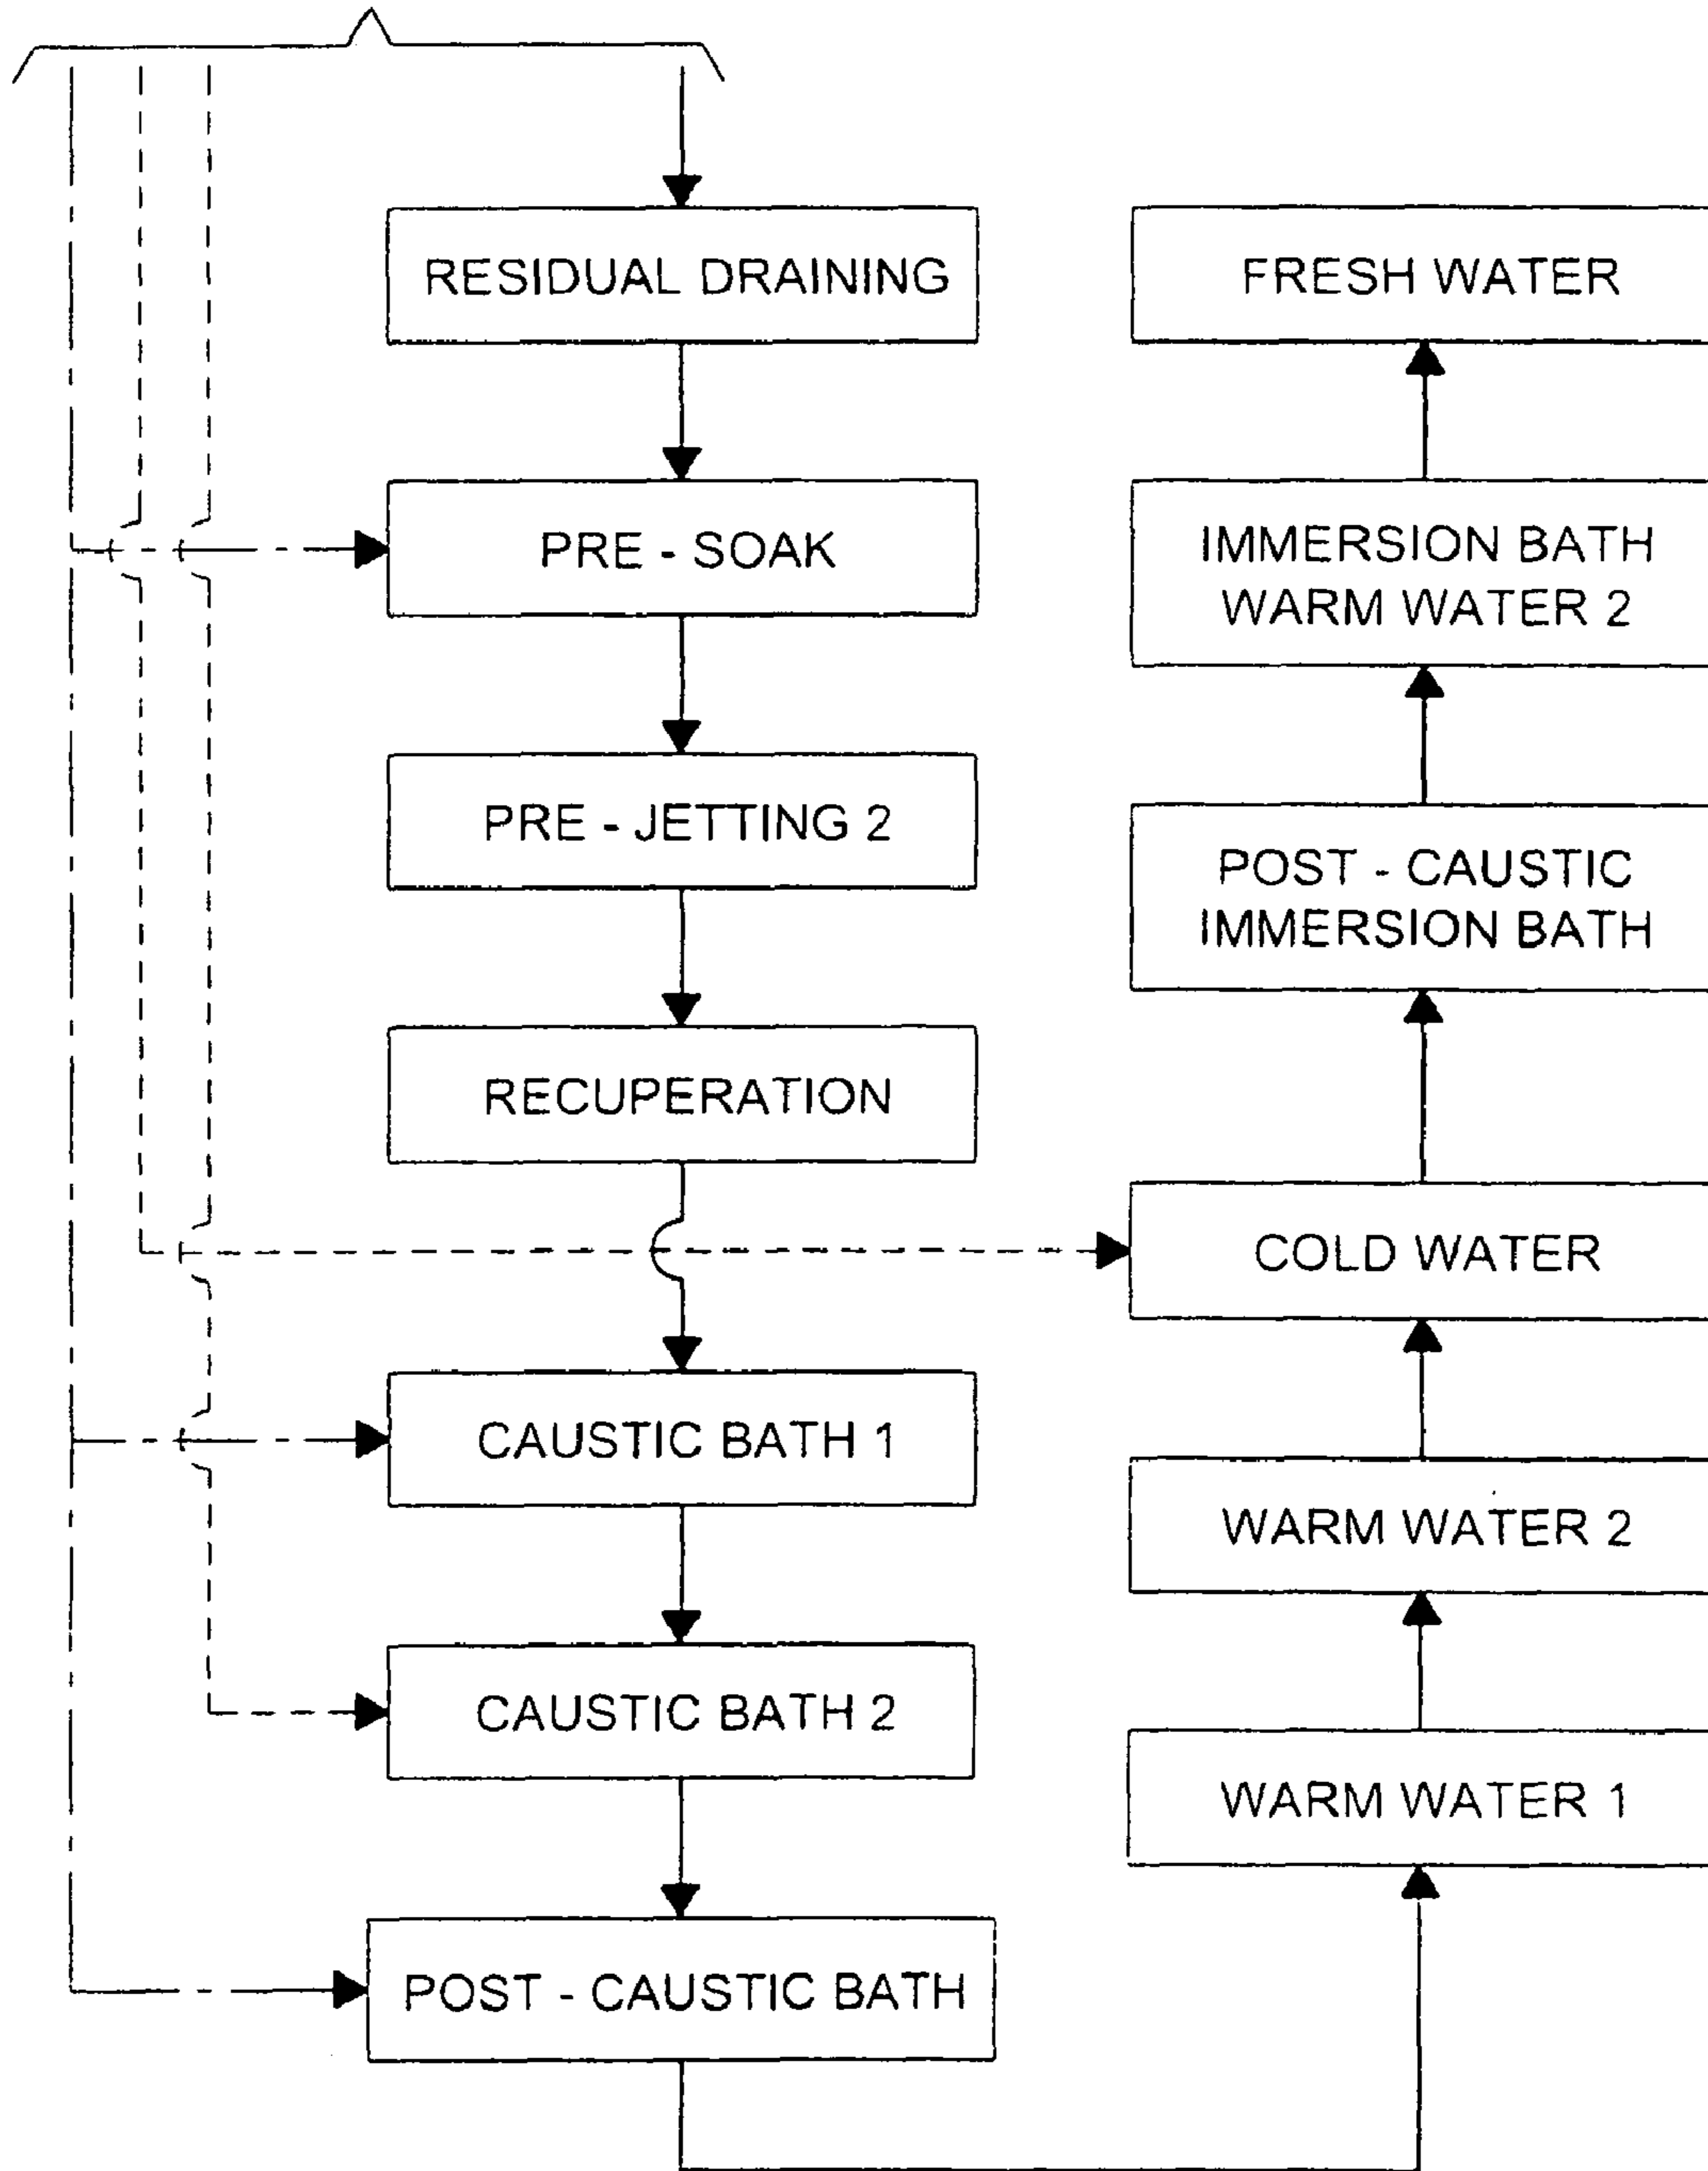 RESIDUAL DRAINING
PRE - SOAK
PRE - JETTING 2
RECUPERATION
CAUSTIC BATH 1
CAUSTIC BATH 2
POST - CAUSTIC BATH
FRESH WATER
IMMERSION BATH
WARM WATER 2
POST - CAUSTIC
IMMERSION BATH
COLD WATER
WARM WATER 2
WARM WATER 1